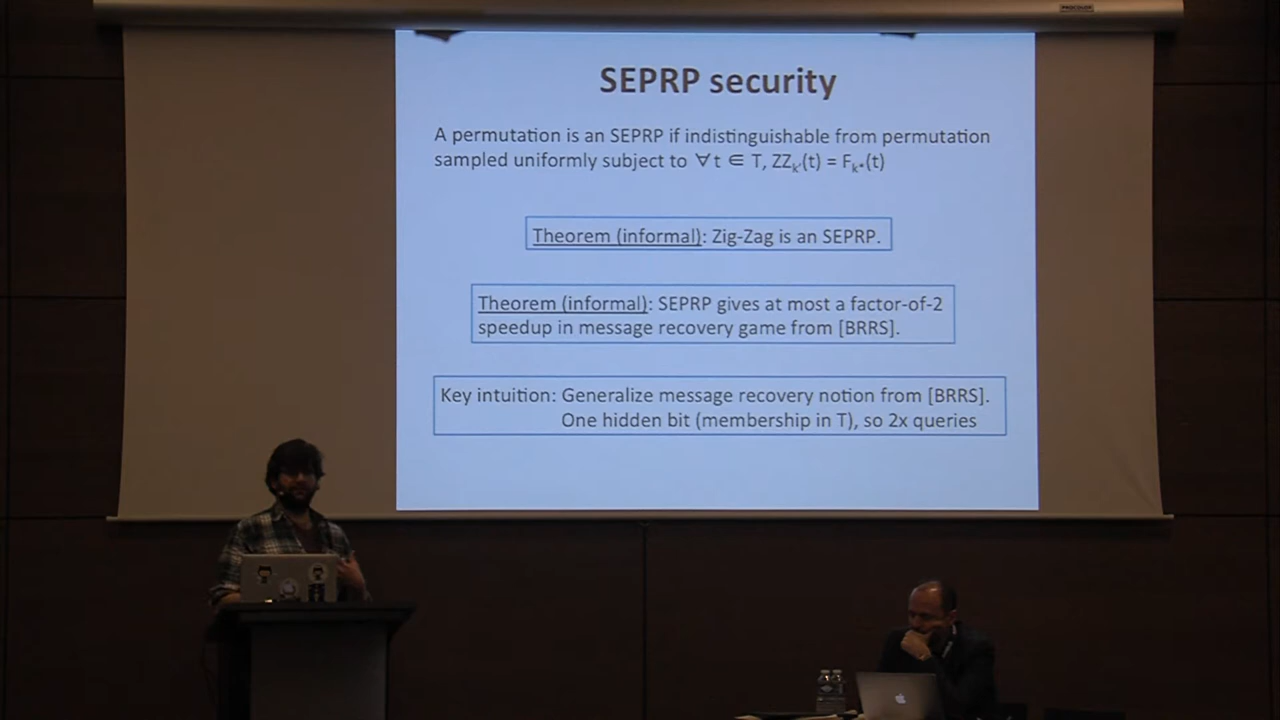 PROCOLOR
SEPRP security
A permutation is an SEPRP if indistinguishable from permutation
sampled uniformly subject to ∀ t ∈ T, ZZₖ(t) = Fₖ*(t)
Theorem (informal): Zig-Zag is an SEPRP.
Theorem (informal): SEPRP gives at most a factor-of-2
speedup in message recovery game from [BRRS].
Key intuition: Generalize message recovery notion from [BRRS].
One hidden bit (membership in T), so 2x queries